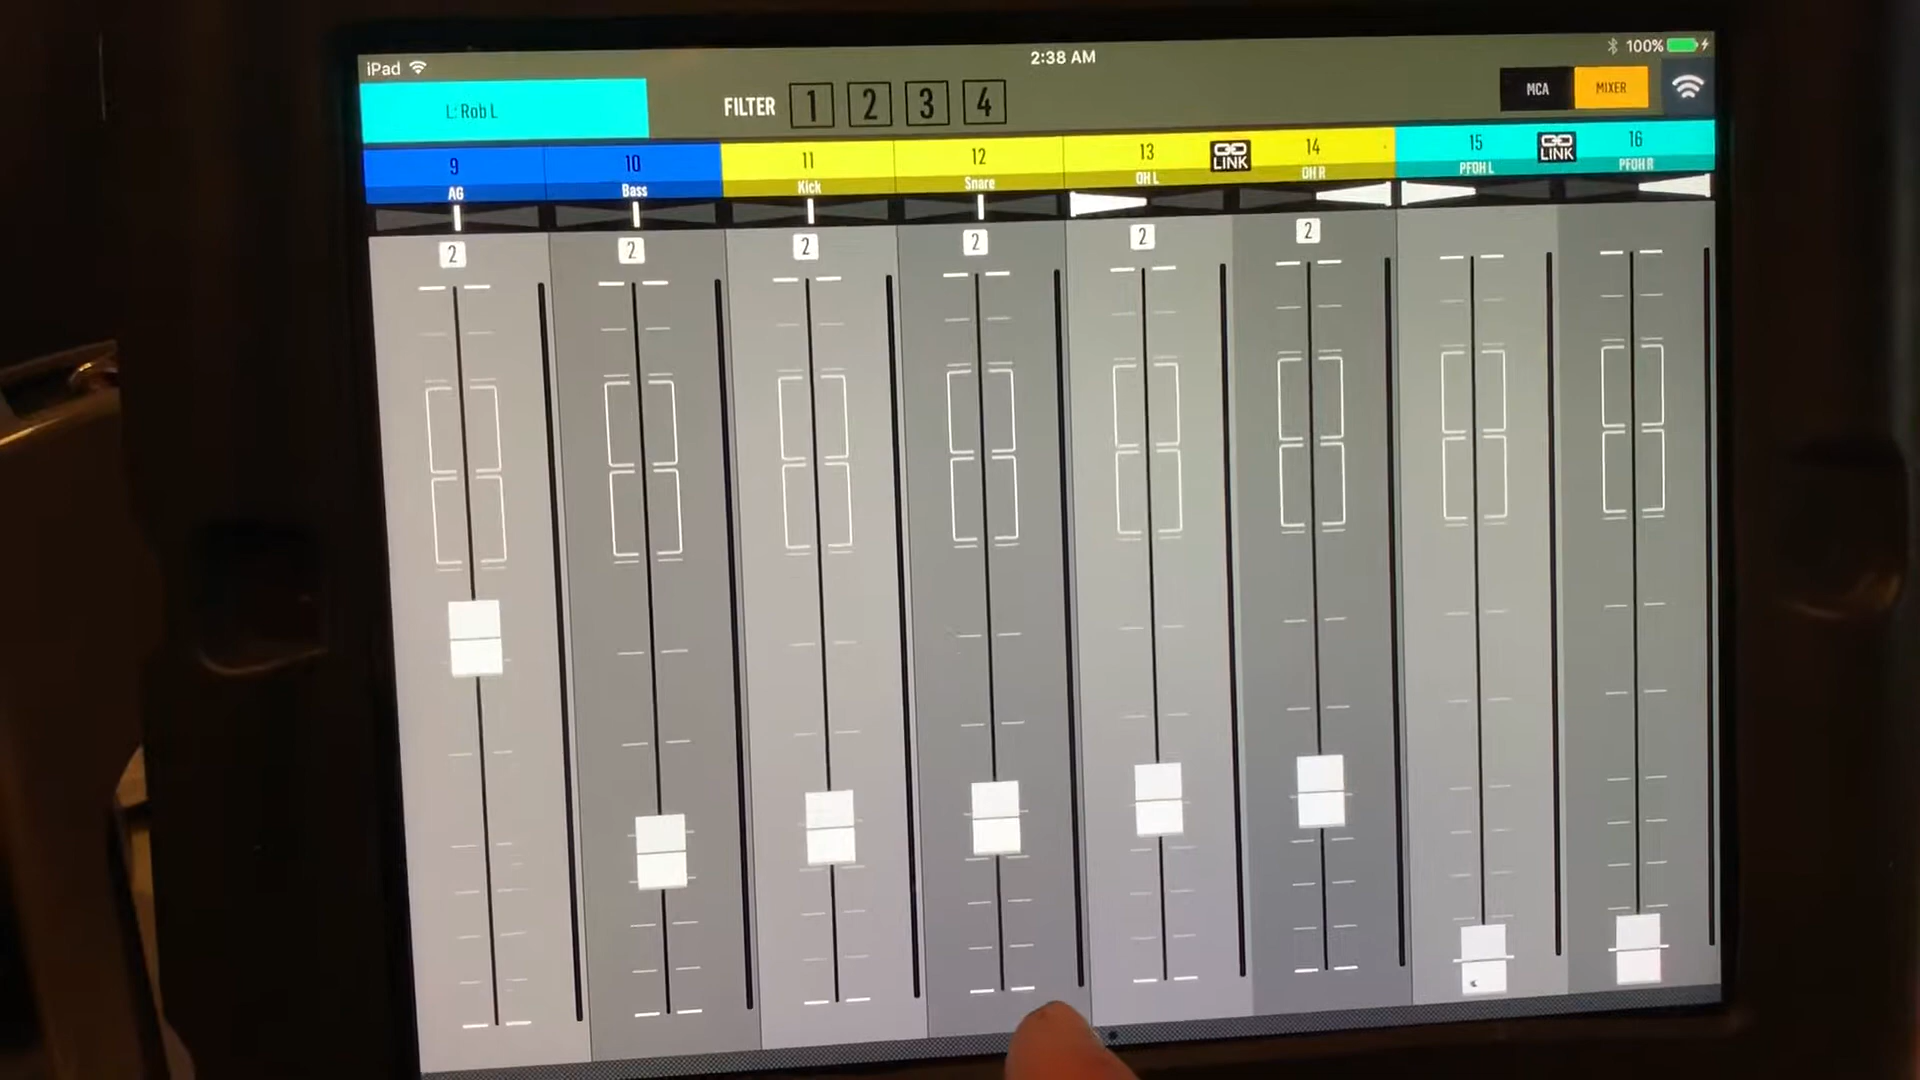 iPad 2:38 AM 100%
L: Rob L FILTER 1 2 3 4 MCA MIXER
9 10 11 12 13 LINK 14 15 LINK 16
AG Bass Kick Snare OH L OH R PFOH L PFOH R
2 2 2 2 2 2